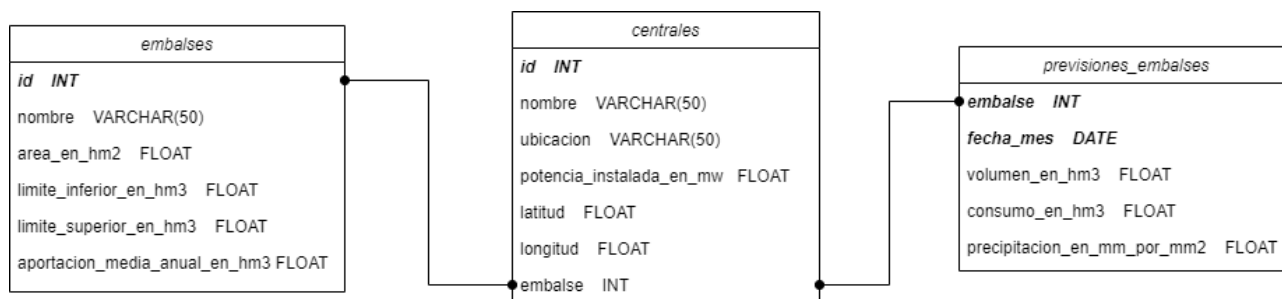 embalses
id INT
nombre VARCHAR(50)
area_en_hm2 FLOAT
limite_inferior_en_hm3 FLOAT
limite_superior_en_hm3 FLOAT
aportacion_media_anual_en_hm3 FLOAT
centrales
id INT
nombre VARCHAR(50)
ubicacion VARCHAR(50)
potencia_instalada_en_mw FLOAT
latitud FLOAT
longitud FLOAT
embalse INT
previsiones_embalses
embalse INT
fecha_mes DATE
volumen_en_hm3 FLOAT
consumo_en_hm3 FLOAT
precipitacion_en_mm_por_mm2 FLOAT